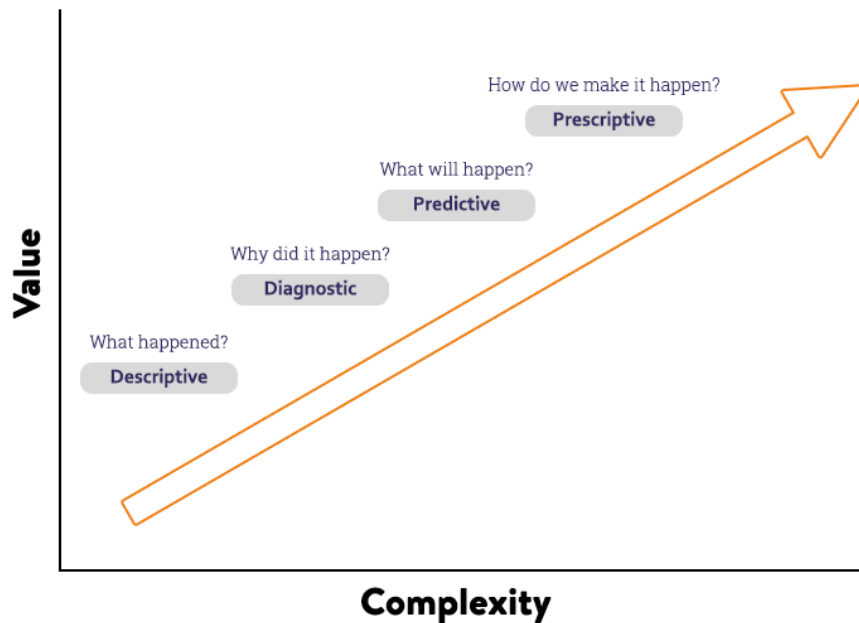 How do we make it happen?
Prescriptive
What will happen?
Predictive
Why did it happen?
Diagnostic
What happened?
Descriptive
Value
Complexity